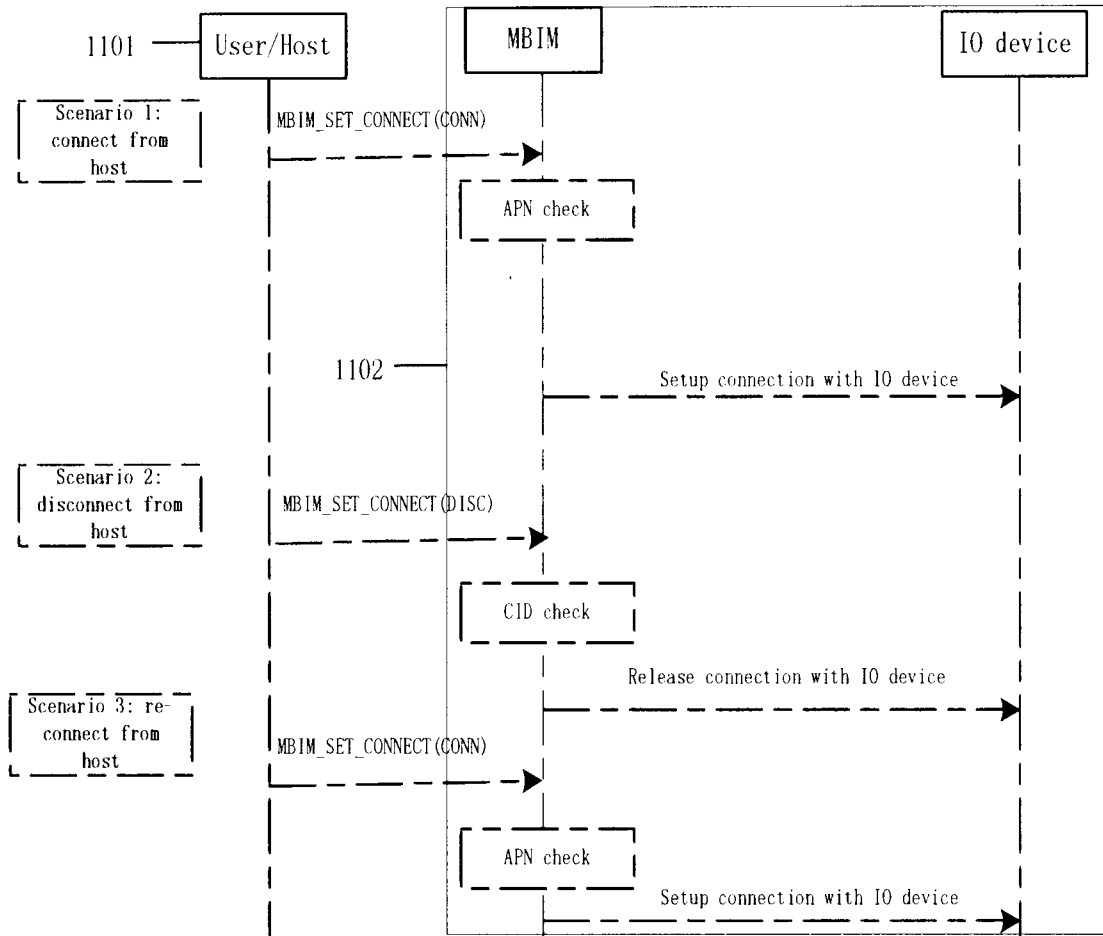 1101
User/Host
MBIM
IO device
Scenario 1:
connect from
host
MBIM_SET_CONNECT(CONN)
APN check
1102
Setup connection with IO device
Scenario 2:
disconnect from
host
MBIM_SET_CONNECT(DISC)
CID check
Release connection with IO device
Scenario 3: re-
connect from
host
MBIM_SET_CONNECT(CONN)
APN check
Setup connection with IO device